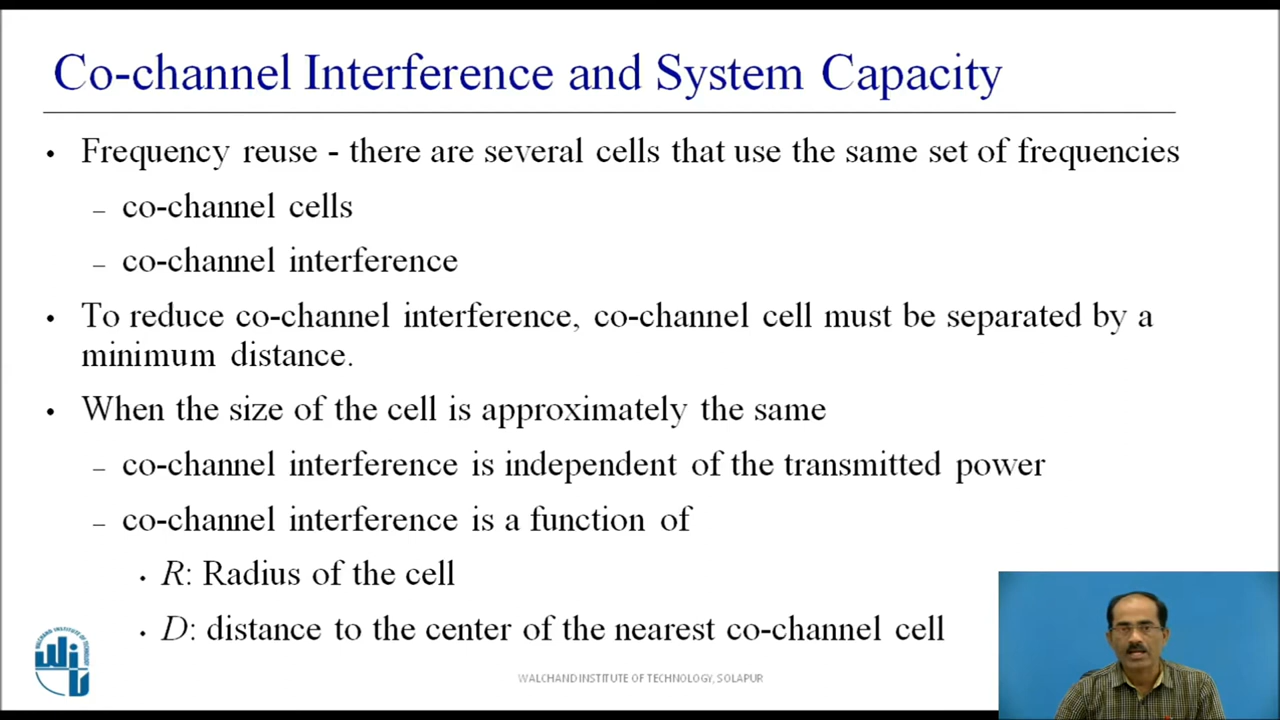 Co-channel Interference and System Capacity
• Frequency reuse - there are several cells that use the same set of frequencies
– co-channel cells
– co-channel interference
• To reduce co-channel interference, co-channel cell must be separated by a
minimum distance.
• When the size of the cell is approximately the same
– co-channel interference is independent of the transmitted power
– co-channel interference is a function of
• R: Radius of the cell
• D: distance to the center of the nearest co-channel cell
WALCHAND INSTITUTE OF TECHNOLOGY
WALCHAND INSTITUTE OF TECHNOLOGY, SOLAPUR